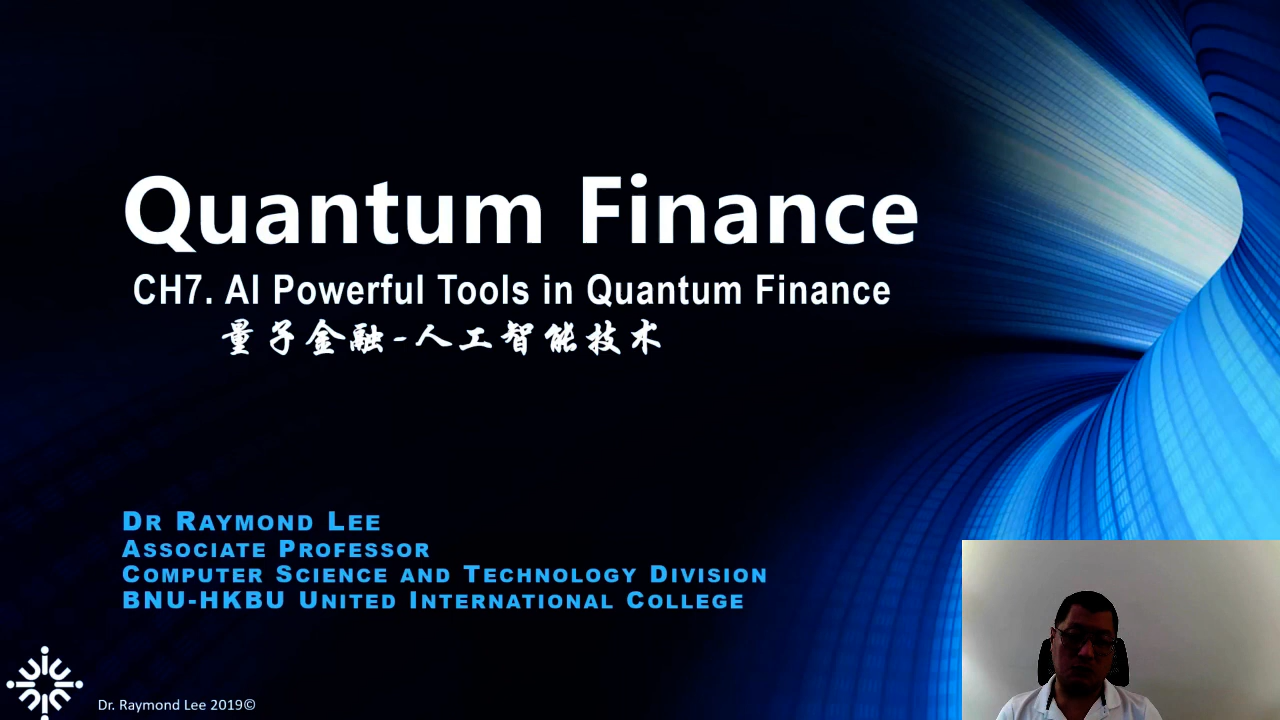 Quantum Finance
CH7. AI Powerful Tools in Quantum Finance
量子金融-人工智能技术
DR RAYMOND LEE
ASSOCIATE PROFESSOR
COMPUTER SCIENCE AND TECHNOLOGY DIVISION
BNU-HKBU UNITED INTERNATIONAL COLLEGE
Dr. Raymond Lee 2019©